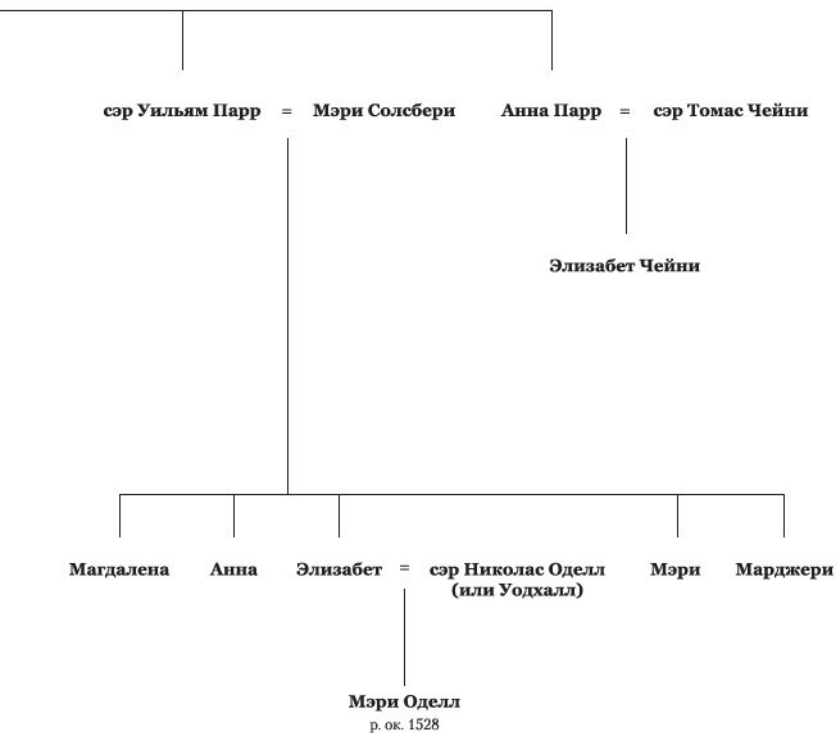 сэр Уильям Парр = Мэри Солсбери Анна Парр = сэр Томас Чейни
Элизабет Чейни
Магдалена Анна Элизабет = сэр Николас Оделл Мэри Марджери
(или Уодхалл)
Мэри Оделл
р. ок. 1528